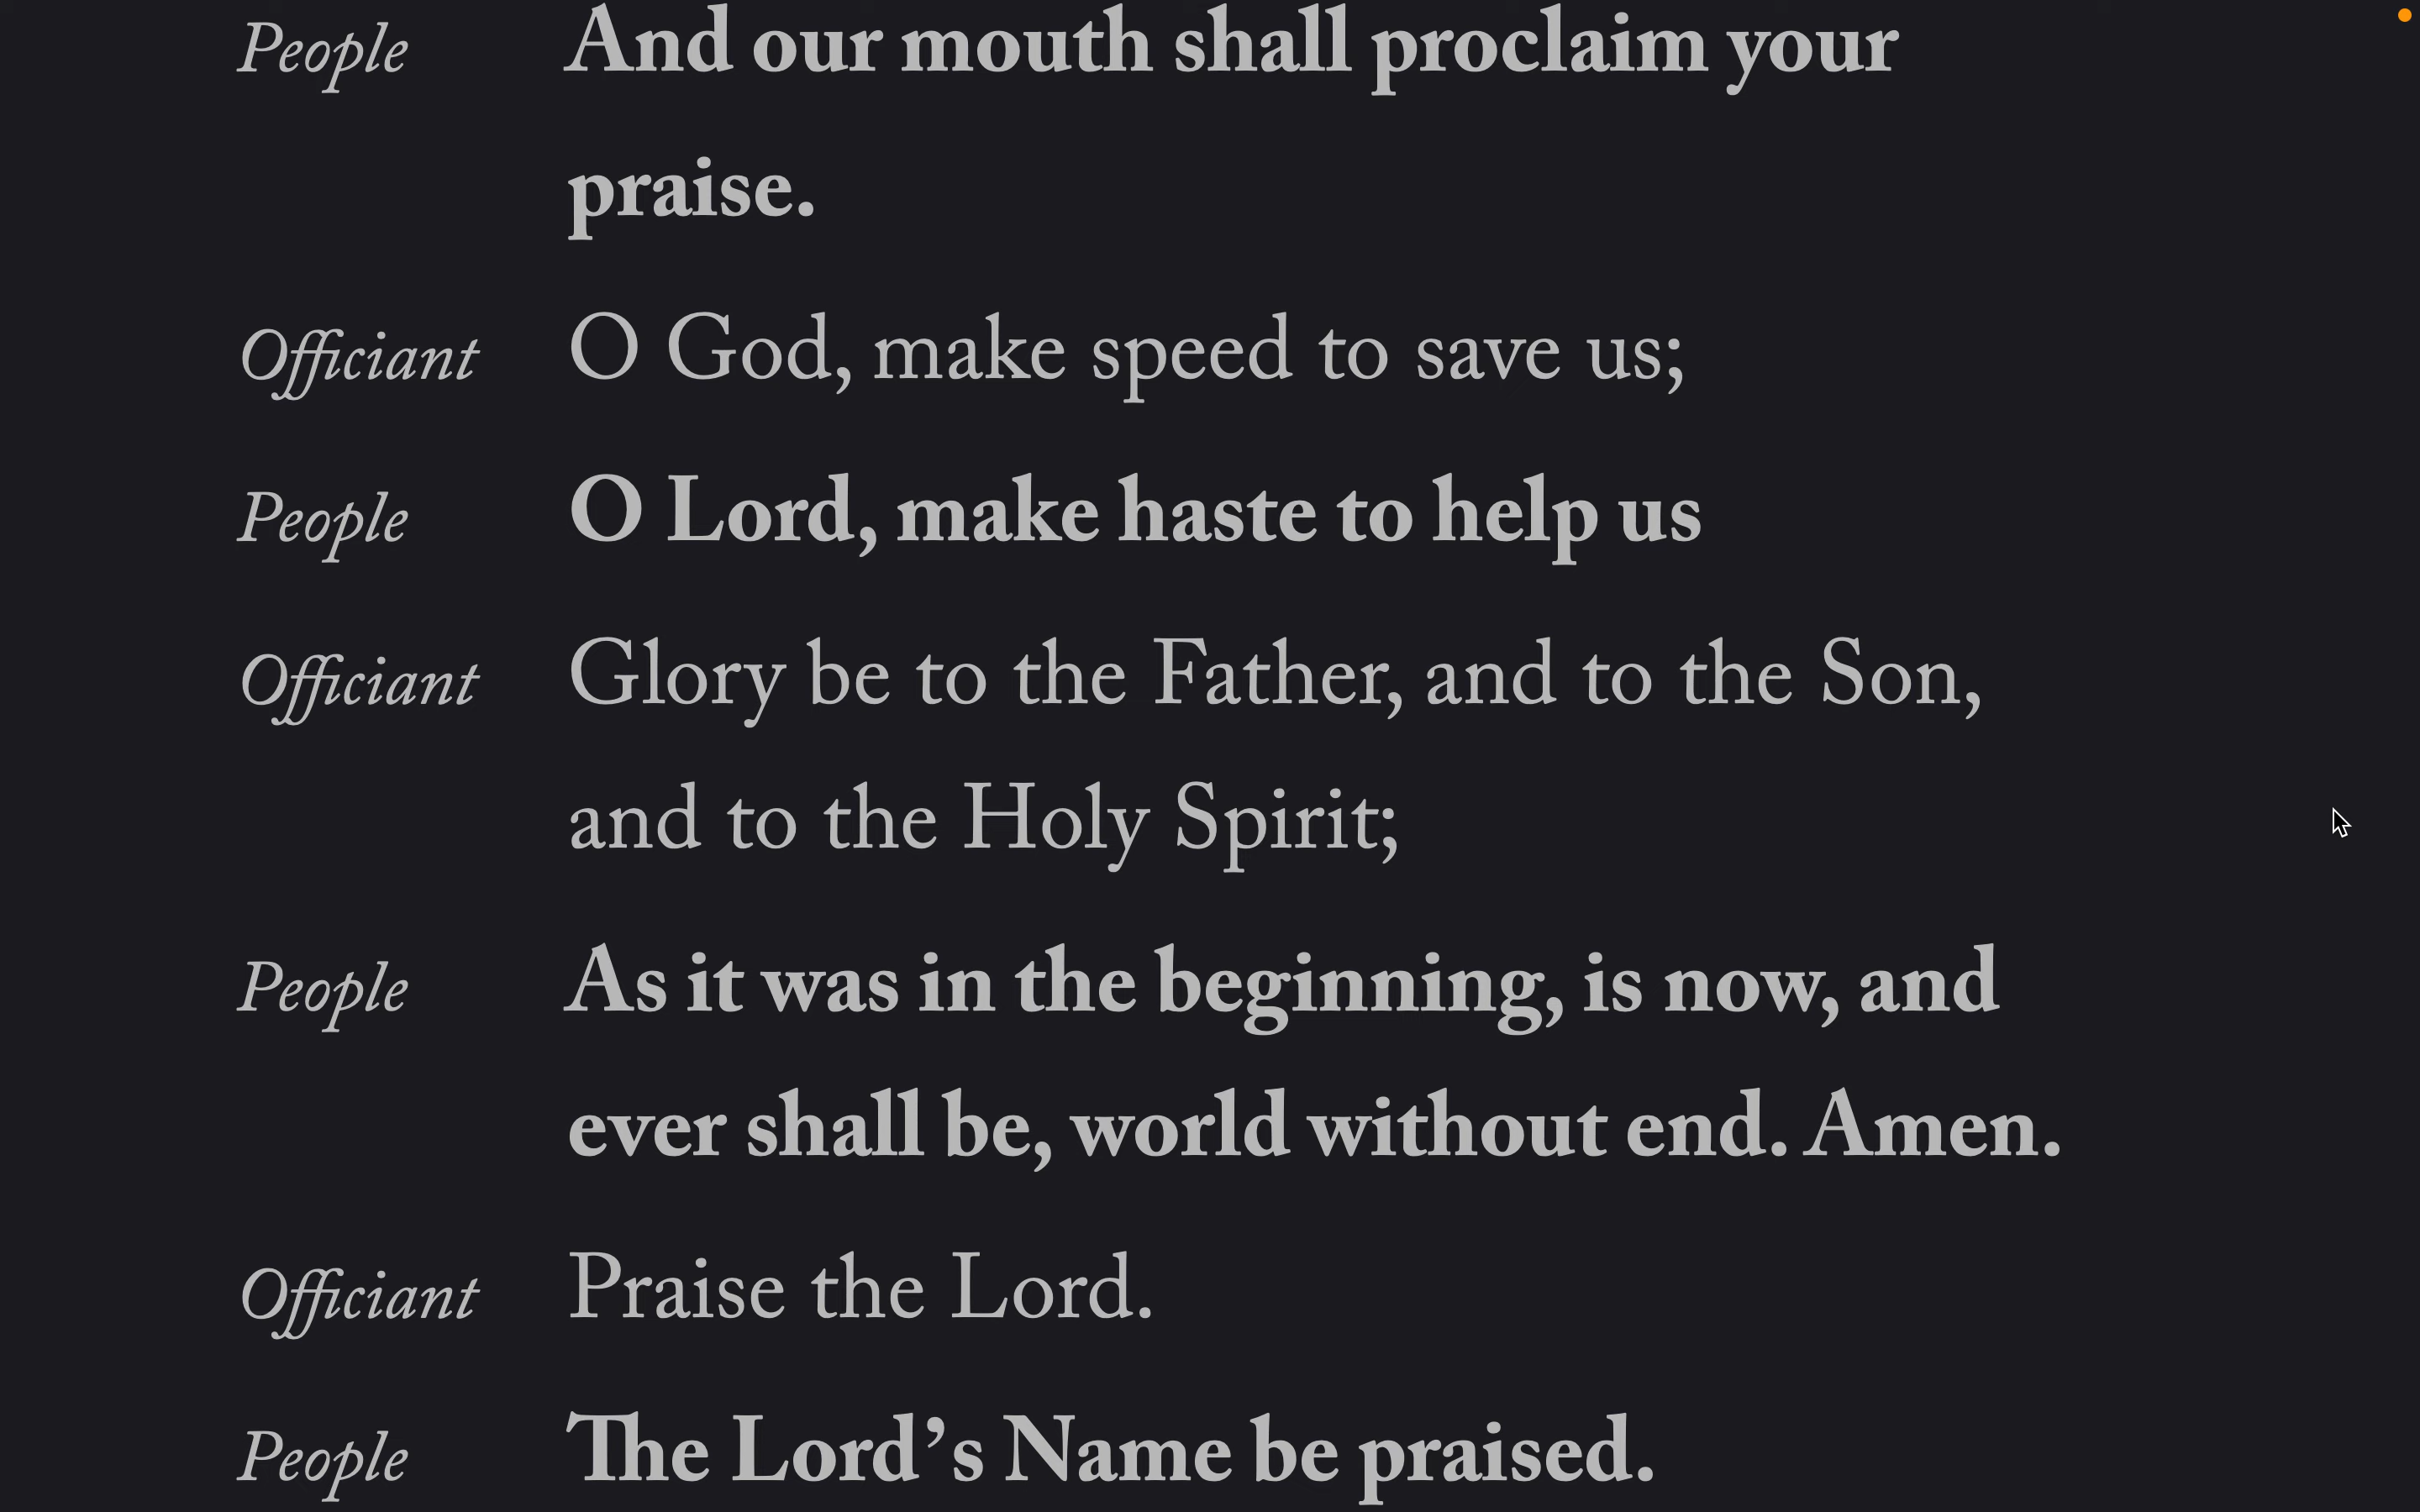 People And our mouth shall proclaim your
praise.
Officiant O God, make speed to save us;
People O Lord, make haste to help us
Officiant Glory be to the Father, and to the Son,
and to the Holy Spirit;
People As it was in the beginning, is now, and
ever shall be, world without end. Amen.
Officiant Praise the Lord.
People The Lord’s Name be praised.